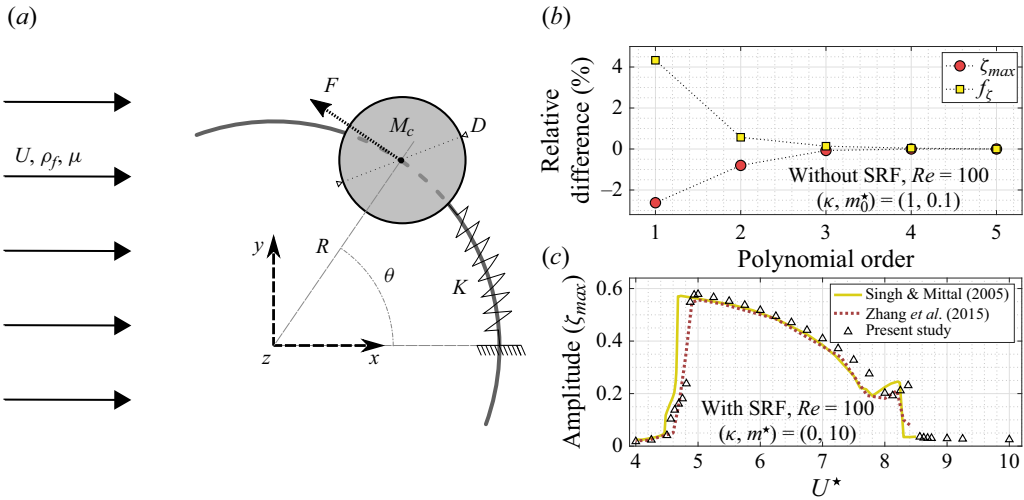 (a)
F
M_c
D
U, ρ_f, μ
R
y
θ
K
z
x
(b)
Relative
difference (%)
4
2
0
−2
ζ_max
f_ζ
Without SRF, Re = 100
(κ, m_0^★) = (1, 0.1)
1 2 3 4 5
Polynomial order
(c)
Amplitude (ζ_max)
0.6
0.4
0.2
0
Singh & Mittal (2005)
Zhang et al. (2015)
Present study
With SRF, Re = 100
(κ, m^★) = (0, 10)
4 5 6 7 8 9 10
U^★